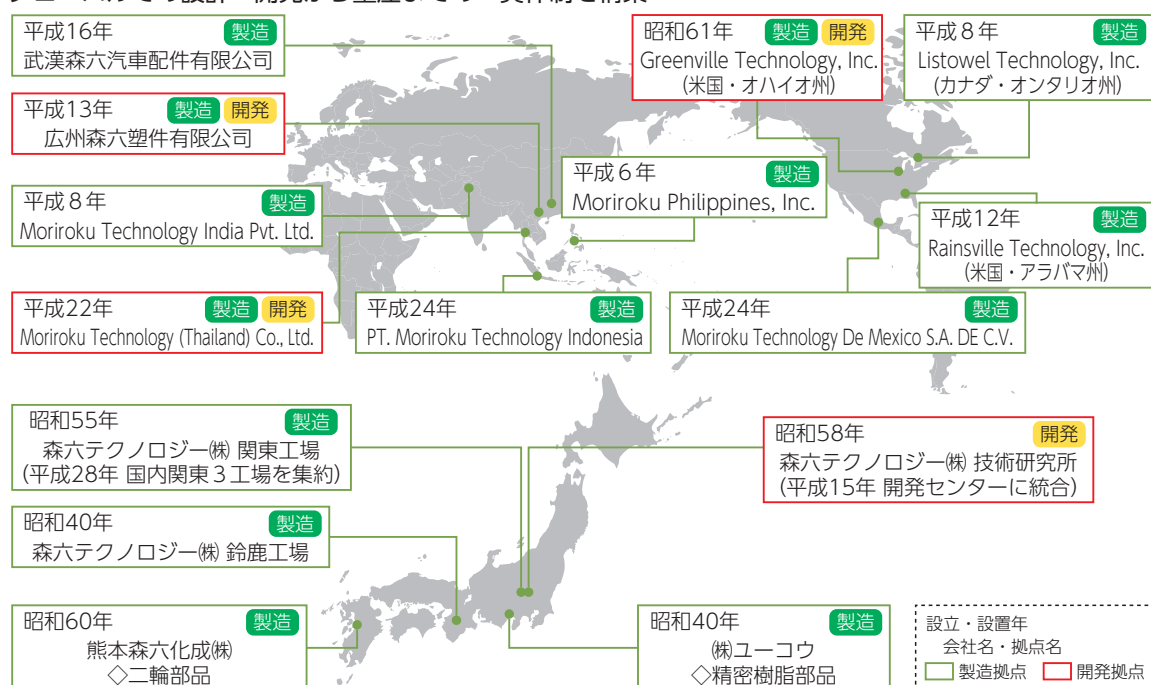 平成16年 製造
武漢森六汽車配件有限公司
平成13年 製造 開発
広州森六塑件有限公司
平成8年 製造
Moriroku Technology India Pvt. Ltd.
平成22年 製造 開発
Moriroku Technology (Thailand) Co., Ltd.
昭和61年 製造 開発
Greenville Technology, Inc.
(米国・オハイオ州)
平成8年 製造
Listowel Technology, Inc.
(カナダ・オンタリオ州)
平成6年 製造
Moriroku Philippines, Inc.
平成12年 製造
Rainsville Technology, Inc.
(米国・アラバマ州)
平成24年 製造
PT. Moriroku Technology Indonesia
平成24年 製造
Moriroku Technology De Mexico S.A. DE C.V.
昭和55年 製造
森六テクノロジー㈱ 関東工場
(平成28年 国内関東3工場を集約)
昭和58年 開発
森六テクノロジー㈱ 技術研究所
(平成15年 開発センターに統合)
昭和40年 製造
森六テクノロジー㈱ 鈴鹿工場
昭和60年 製造
熊本森六化成㈱
◇二輪部品
昭和40年 製造
㈱ユーコウ
◇精密樹脂部品
設立・設置年
会社名・拠点名
製造拠点 開発拠点